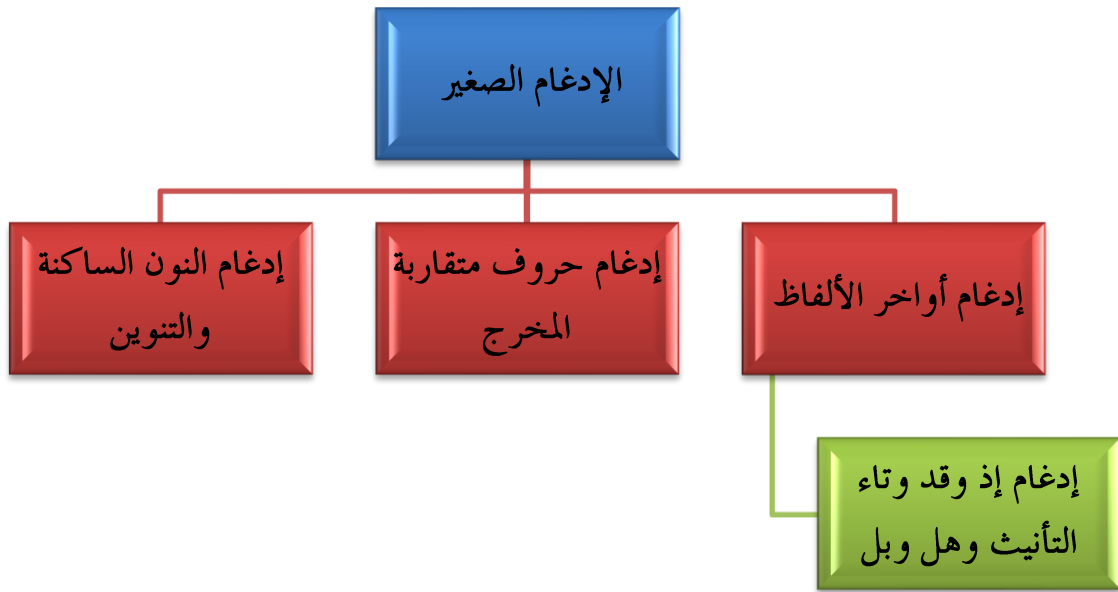 الإدغام الصغير
إدغام أواخر الألفاظ
إدغام حروف متقاربة
المخرج
إدغام النون الساكنة
والتنوين
إدغام إذ وقد وتاء
التأنيث وهل وبل